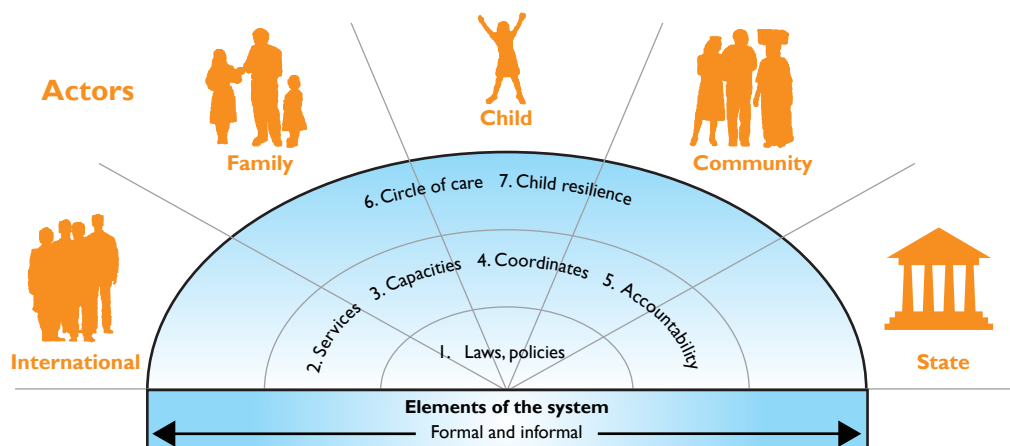 Actors
Child
Family
Community
6. Circle of care
7. Child resilience
3. Capacities
4. Coordinates
2. Services
5. Accountability
1. Laws, policies
International
State
Elements of the system
Formal and informal